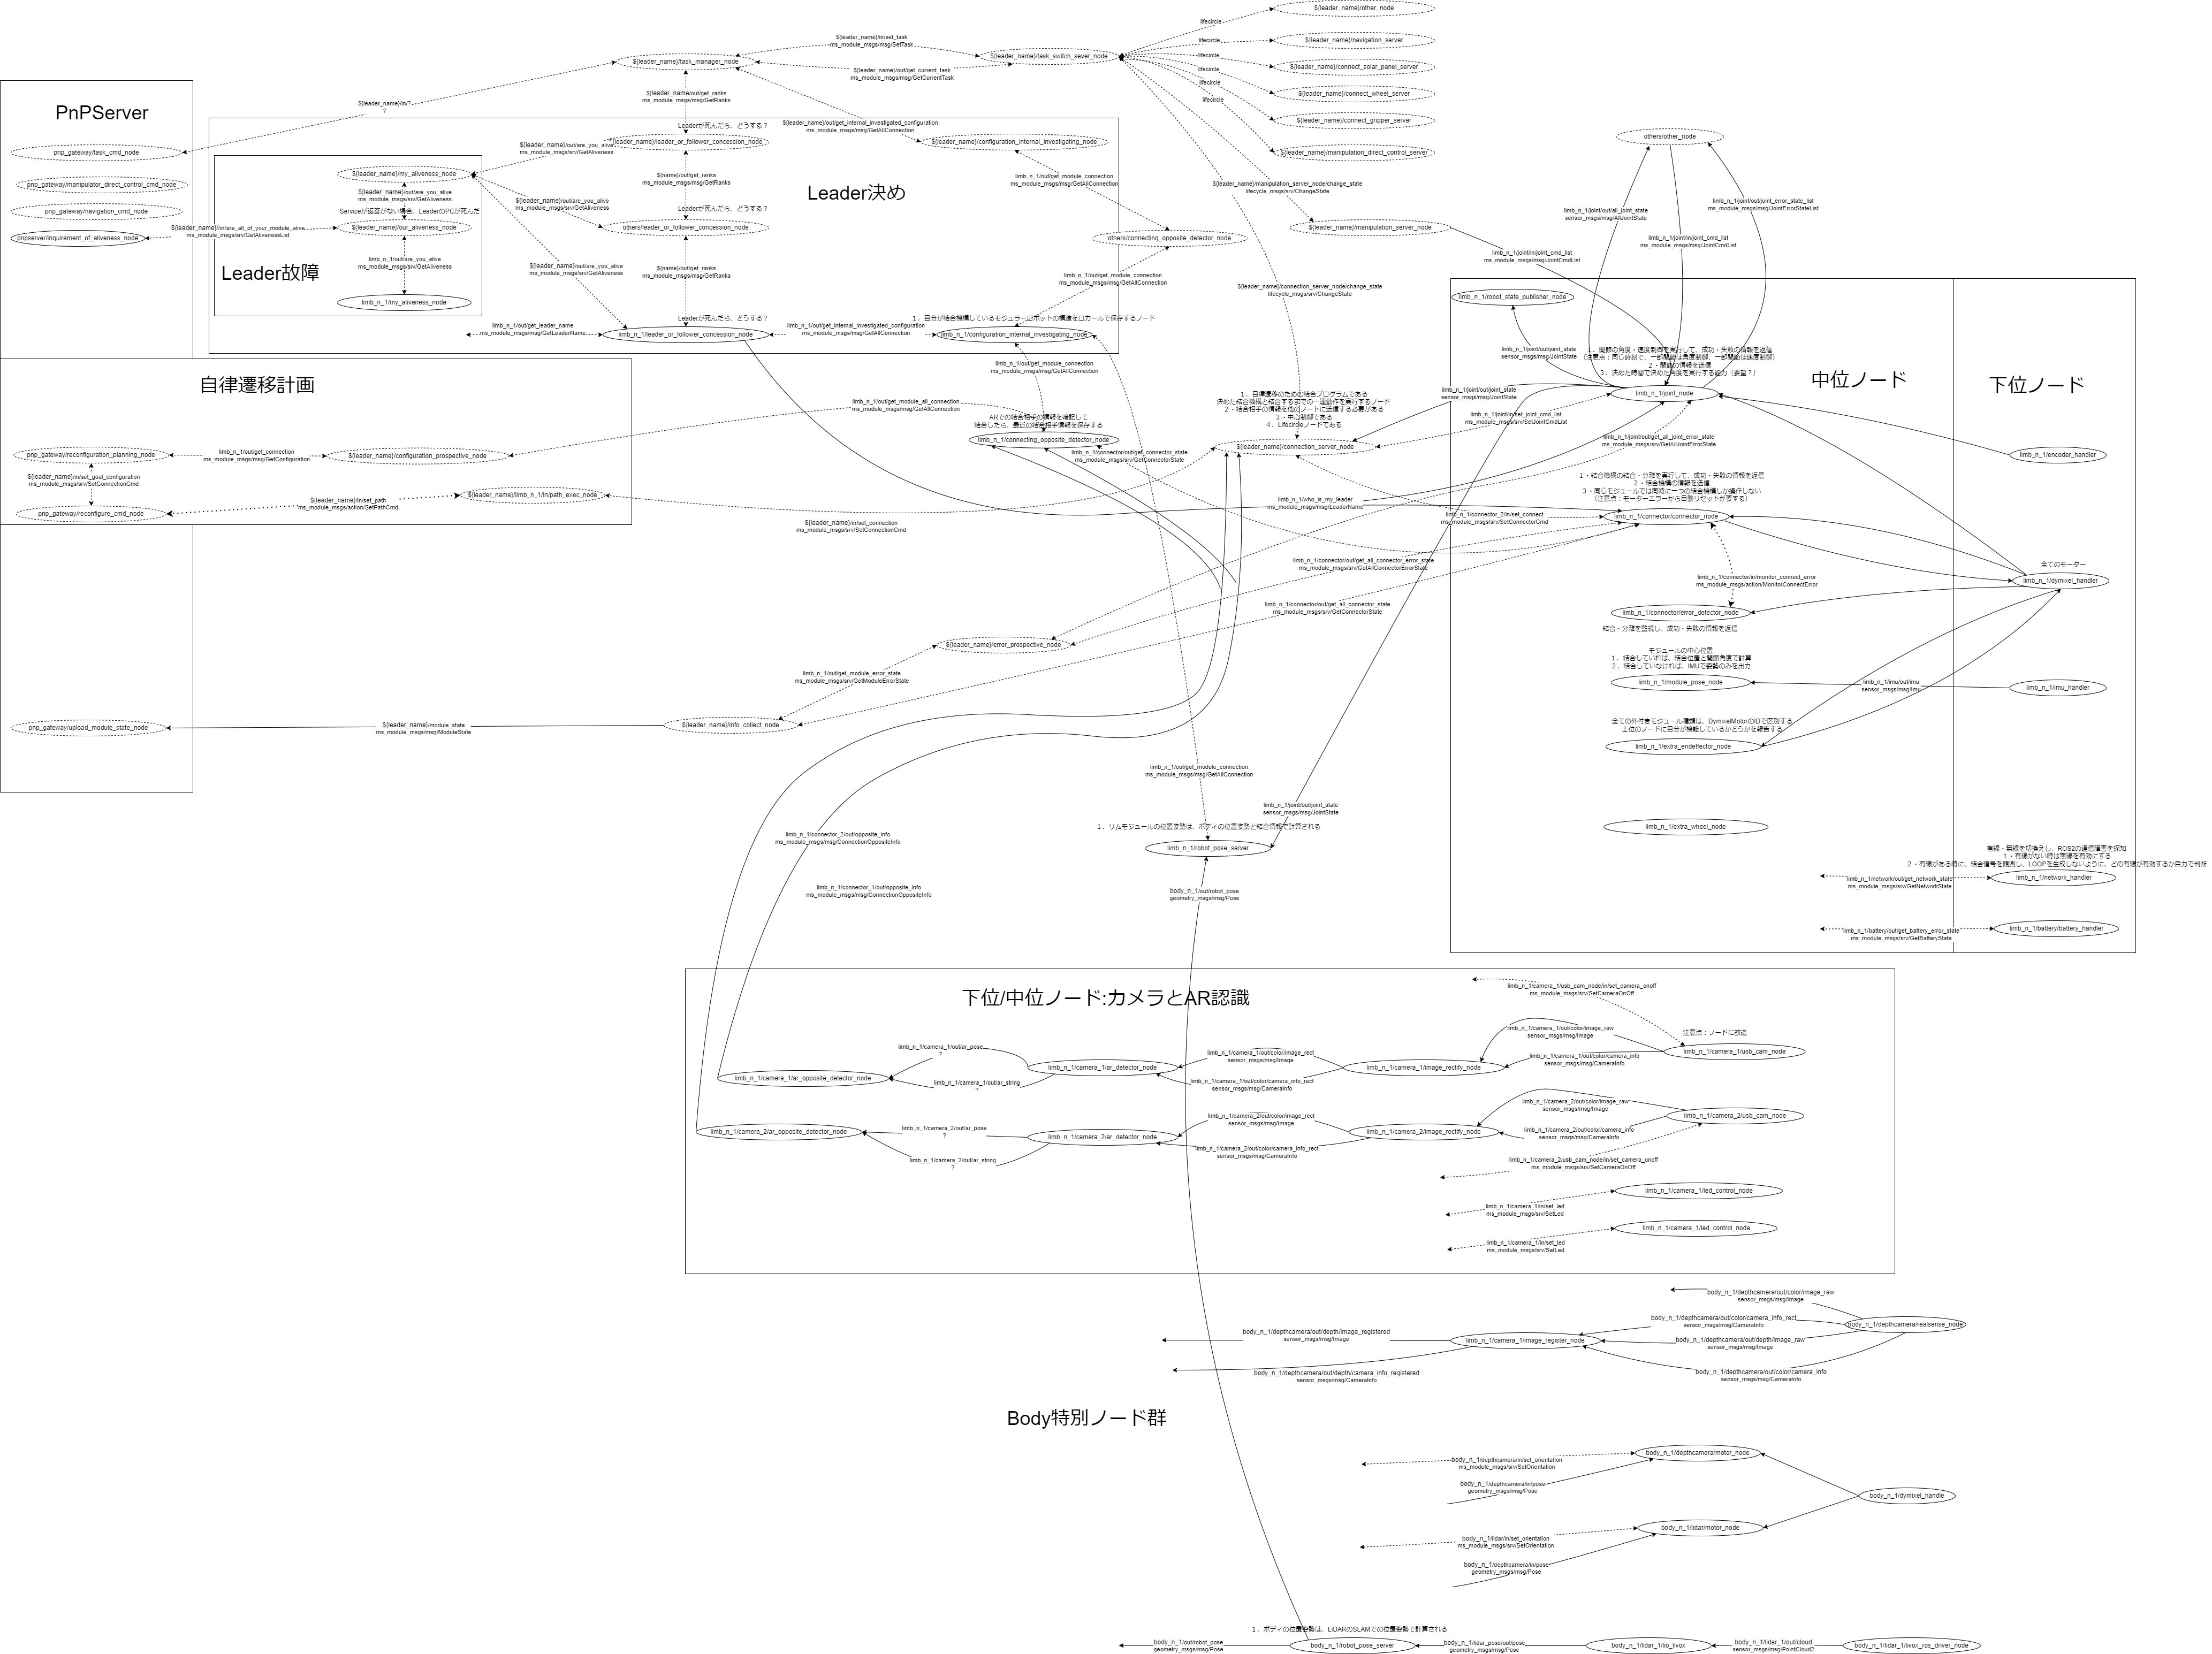 ${leader_name}/other_node
lifecircle
${leader_name}/in/set_task
ms_module_msgs/msg/SetTask
${leader_name}/navigation_server
lifecircle
${leader_name}/task_manager_node
${leader_name}/task_switch_sever_node
lifecircle
${leader_name}/connect_solar_panel_server
${leader_name}/out/get_current_task
ms_module_msgs/msg/GetCurrentTask
lifecircle
${leader_name}/connect_wheel_server
lifecircle
lifecircle
${leader_name}/connect_gripper_server
${leader_name}/manipulation_direct_control_server
${leader_name}/out/get_ranks
ms_module_msgs/msg/GetRanks
${leader_name}/in/?
?
PnPServer
pnp_gateway/task_cmd_node
pnp_gateway/manipulator_direct_control_cmd_node
pnp_gateway/navigation_cmd_node
pnpserver/inquirement_of_aliveness_node
${leader_name}//in/are_all_of_your_module_alive
ms_module_msgs/srv/GetAlivenessList
Leaderが死んだら、どうする？
${leader_name}/out/get_internal_investigated_configuration
ms_module_msgs/msg/GetAllConnection
${leader_name}/leader_or_follower_concession_node
${leader_name}/configuration_internal_investigating_node
${leader_name}/out/are_you_alive
ms_module_msgs/srv/GetAliveness
${leader_name}/my_aliveness_node
${leader_name}/out/are_you_alive
ms_module_msgs/srv/GetAliveness
Serviceが返答がない場合、LeaderのPCが死んだ
${leader_name}/our_aliveness_node
limb_n_1/out/are_you_alive
ms_module_msgs/srv/GetAliveness
Leader故障
limb_n_1/my_aliveness_node
${name}/out/get_ranks
ms_module_msgs/msg/GetRanks
Leader決め
${leader_name}/out/are_you_alive
ms_module_msgs/srv/GetAliveness
Leaderが死んだら、どうする？
others/leader_or_follower_concession_node
limb_n_1/out/get_module_connection
ms_module_msgs/msg/GetAllConnection
others/connecting_opposite_detector_node
${leader_name}/out/are_you_alive
ms_module_msgs/srv/GetAliveness
${name}/out/get_ranks
ms_module_msgs/msg/GetRanks
limb_n_1/out/get_module_connection
ms_module_msgs/msg/GetAllConnection
Leaderが死んだら、どうする？
1．自分が結合機構しているモジュラーロボットの構造をロカールで保存するノード
limb_n_1/out/get_leader_name
ms_module_msgs/msg/GetLeaderName
limb_n_1/leader_or_follower_concession_node
limb_n_1/out/get_internal_investigated_configuration
ms_module_msgs/msg/GetAllConnection
limb_n_1/configuration_internal_investigating_node
${leader_name}/manipulation_server_node/change_state
lifecycle_msgs/srv/ChangeState
${leader_name}/manipulation_server_node
${leader_name}/connection_server_node/change_state
lifecycle_msgs/srv/ChangeState
others/other_node
limb_n_1/joint/out/all_joint_state
sensor_msgs/msg/AllJointState
limb_n_1/joint/out/joint_error_state_list
ms_module_msgs/msg/JointErrorStateList
limb_n_1/joint/in/joint_cmd_list
ms_module_msgs/msg/JointCmdList
limb_n_1/joint/in/joint_cmd_list
ms_module_msgs/msg/JointCmdList
limb_n_1/robot_state_publisher_node
limb_n_1/joint/out/joint_state
sensor_msgs/msg/JointState
1．関節の角度・速度制御を実行して、成功・失敗の情報を返信
（注意点：同じ時刻で、一部関節は角度制御、一部関節は速度制御）
2・関節の情報を送信
3．決めた時間で決めた角度を実行する能力（要望？）
limb_n_1/joint_node
中位ノード
下位ノード
自律遷移計画
limb_n_1/out/get_module_connection
ms_module_msgs/msg/GetAllConnection
limb_n_1/out/get_module_all_connection
ms_module_msgs/msg/GetAllConnection
ARでの結合相手の情報を暗記して
結合したら、最近の結合相手情報を保存する
limb_n_1/connecting_opposite_detector_node
1．自律遷移のための結合プログラムである
決めた結合機構と結合するまでの一連動作を実行するノード
2・結合相手の情報を他のノートに送信する必要がある
3・中心制御である
4．Lifecircleノードである
${leader_name}/connection_server_node
limb_n_1/joint/out/joint_state
sensor_msgs/msg/JointState
limb_n_1/joint/in/set_joint_cmd_list
ms_module_msgs/srv/SetJointCmdList
limb_n_1/joint/out/get_all_joint_error_state
ms_module_msgs/srv/GetAllJointErrorState
limb_n_1/encoder_handler
pnp_gateway/reconfiguration_planning_node
limb_n_1/out/get_connection
ms_module_msgs/msg/GetConfiguration
${leader_name}/configuration_prospective_node
limb_n_1/connector/out/get_connector_state
ms_module_msgs/srv/GetConnectorState
${leader_name}/in/set_goal_configuration
ms_module_msgs/srv/SetConnectionCmd
${leader_name}/in/set_path
ms_module_msgs/action/SetPathCmd
${leader_name}/limb_n_1/in/path_exec_node
pnp_gateway/reconfigure_cmd_node
${leader_name}/in/set_connection
ms_module_msgs/srv/SetConnectionCmd
limb_n_1/who_is_my_leader
ms_module_msgs/msg/LeaderName
1・結合機構の結合・分離を実行して、成功・失敗の情報を返信
2・結合機構の情報を送信
3・同じモジュールでは同時に一つの結合機構しか操作しない
（注意点：モーターエラーから自動リセットが要する）
limb_n_1/connector_2/in/set_connect
ms_module_msgs/srv/SetConnectorCmd
limb_n_1/connector/connector_node
limb_n_1/connector/out/get_all_connector_error_state
ms_module_msgs/srv/GetAllConnectorErrorState
limb_n_1/connector/in/monitor_connect_error
ms_module_msgs/action/MonitorConnectError
全てのモーター
limb_n_1/dymixel_handler
limb_n_1/connector/out/get_all_connector_state
ms_module_msgs/srv/GetConnectorState
limb_n_1/connector/error_detector_node
結合・分離を監視し、成功・失敗の情報を返信
${leader_name}/error_prospective_node
limb_n_1/out/get_module_error_state
ms_module_msgs/srv/GetModuleErrorState
モジュールの中心位置
1．結合していれば、結合位置と関節角度で計算
2．結合していなければ、IMUで姿勢のみを出力
limb_n_1/module_pose_node
limb_n_1/imu/out/imu
sensor_msgs/msg/Imu
limb_n_1/imu_handler
pnp_gateway/upload_module_state_node
${leader_name}/module_state
ms_module_msgs/msg/ModuleState
${leader_name}/info_collect_node
全ての外付きモジュール種類は、DymixelMotorのIDで区別する
上位のノードに自分が機能しているかどうかを報告する
limb_n_1/extra_endeffector_node
limb_n_1/out/get_module_connection
ms_module_msgs/msg/GetAllConnection
limb_n_1/joint/out/joint_state
sensor_msgs/msg/JointState
1．リムモジュールの位置姿勢は、ボディの位置姿勢と結合情報で計算される
limb_n_1/robot_pose_server
limb_n_1/extra_wheel_node
limb_n_1/connector_2/out/opposite_info
ms_module_msgs/msg/ConnectionOppositeInfo
limb_n_1/connector_1/out/opposite_info
ms_module_msgs/msg/ConnectionOppositeInfo
body_n_1/out/robot_pose
geometry_msgs/msg/Pose
有線・無線を切換えし、ROS2の通信障害を探知
1・有線がない時は無線を有効にする
2・有線がある時に、結合信号を観測し、LOOPを生成しないように、どの有線が有効するか自力で判断
limb_n_1/network/out/get_network_state
ms_module_msgs/srv/GetNetworkState
limb_n_1/network_handler
limb_n_1/battery/out/get_battery_error_state
ms_module_msgs/srv/GetBatteryState
limb_n_1/battery/battery_handler
下位/中位ノード:カメラとAR認識
limb_n_1/camera_1/usb_cam_node/in/set_camera_onoff
ms_module_msgs/srv/SetCameraOnOff
注意点：ノードに改造
limb_n_1/camera_1/out/color/image_raw
sensor_msgs/msg/Image
limb_n_1/camera_1/usb_cam_node
limb_n_1/camera_1/out/ar_pose
?
limb_n_1/camera_1/out/color/image_rect
sensor_msgs/msg/Image
limb_n_1/camera_1/out/color/camera_info
sensor_msgs/msg/CameraInfo
limb_n_1/camera_1/ar_detector_node
limb_n_1/camera_1/image_rectify_node
limb_n_1/camera_1/ar_opposite_detector_node
limb_n_1/camera_1/out/ar_string
?
limb_n_1/camera_1/out/color/camera_info_rect
sensor_msgs/msg/CameraInfo
limb_n_1/camera_2/out/color/image_raw
sensor_msgs/msg/Image
limb_n_1/camera_2/usb_cam_node
limb_n_1/camera_2/out/color/image_rect
sensor_msgs/msg/Image
limb_n_1/camera_2/ar_opposite_detector_node
limb_n_1/camera_2/out/ar_pose
?
limb_n_1/camera_2/ar_detector_node
limb_n_1/camera_2/image_rectify_node
limb_n_1/camera_2/out/color/camera_info
sensor_msgs/msg/CameraInfo
limb_n_1/camera_2/out/color/camera_info_rect
sensor_msgs/msg/CameraInfo
limb_n_1/camera_2/out/ar_string
?
limb_n_1/camera_2/usb_cam_node/in/set_camera_onoff
ms_module_msgs/srv/SetCameraOnOff
limb_n_1/camera_1/led_control_node
limb_n_1/camera_1/in/set_led
ms_module_msgs/srv/SetLed
limb_n_1/camera_1/led_control_node
limb_n_1/camera_1/in/set_led
ms_module_msgs/srv/SetLed
body_n_1/depthcamera/out/color/image_raw
sensor_msgs/msg/Image
body_n_1/depthcamera/out/color/camera_info_rect
sensor_msgs/msg/CameraInfo
body_n_1/depthcamera/realsense_node
body_n_1/depthcamera/out/depth/image_registered
sensor_msgs/msg/Image
limb_n_1/camera_1/image_register_node
body_n_1/depthcamera/out/depth/image_raw
sensor_msgs/msg/Image
body_n_1/depthcamera/out/depth/camera_info_registered
sensor_msgs/msg/CameraInfo
body_n_1/depthcamera/out/color/camera_info
sensor_msgs/msg/CameraInfo
Body特別ノード群
body_n_1/depthcamera/motor_node
body_n_1/depthcamera/in/set_orientation
ms_module_msgs/srv/SetOrientation
body_n_1/depthcamera/in/pose
geometry_msgs/msg/Pose
body_n_1/dymixel_handle
body_n_1/lidar/motor_node
body_n_1/lidar/in/set_orientation
ms_module_msgs/srv/SetOrientation
body_n_1/depthcamera/in/pose
geometry_msgs/msg/Pose
1．ボディの位置姿勢は、LiDARのSLAMでの位置姿勢で計算される
body_n_1/out/robot_pose
geometry_msgs/msg/Pose
body_n_1/robot_pose_server
body_n_1/lidar_pose/out/pose
geometry_msgs/msg/Pose
body_n_1/lidar_1/lio_livox
body_n_1/lidar_1/out/cloud
sensor_msgs/msg/PointCloud2
body_n_1/lidar_1/livox_ros_driver_node